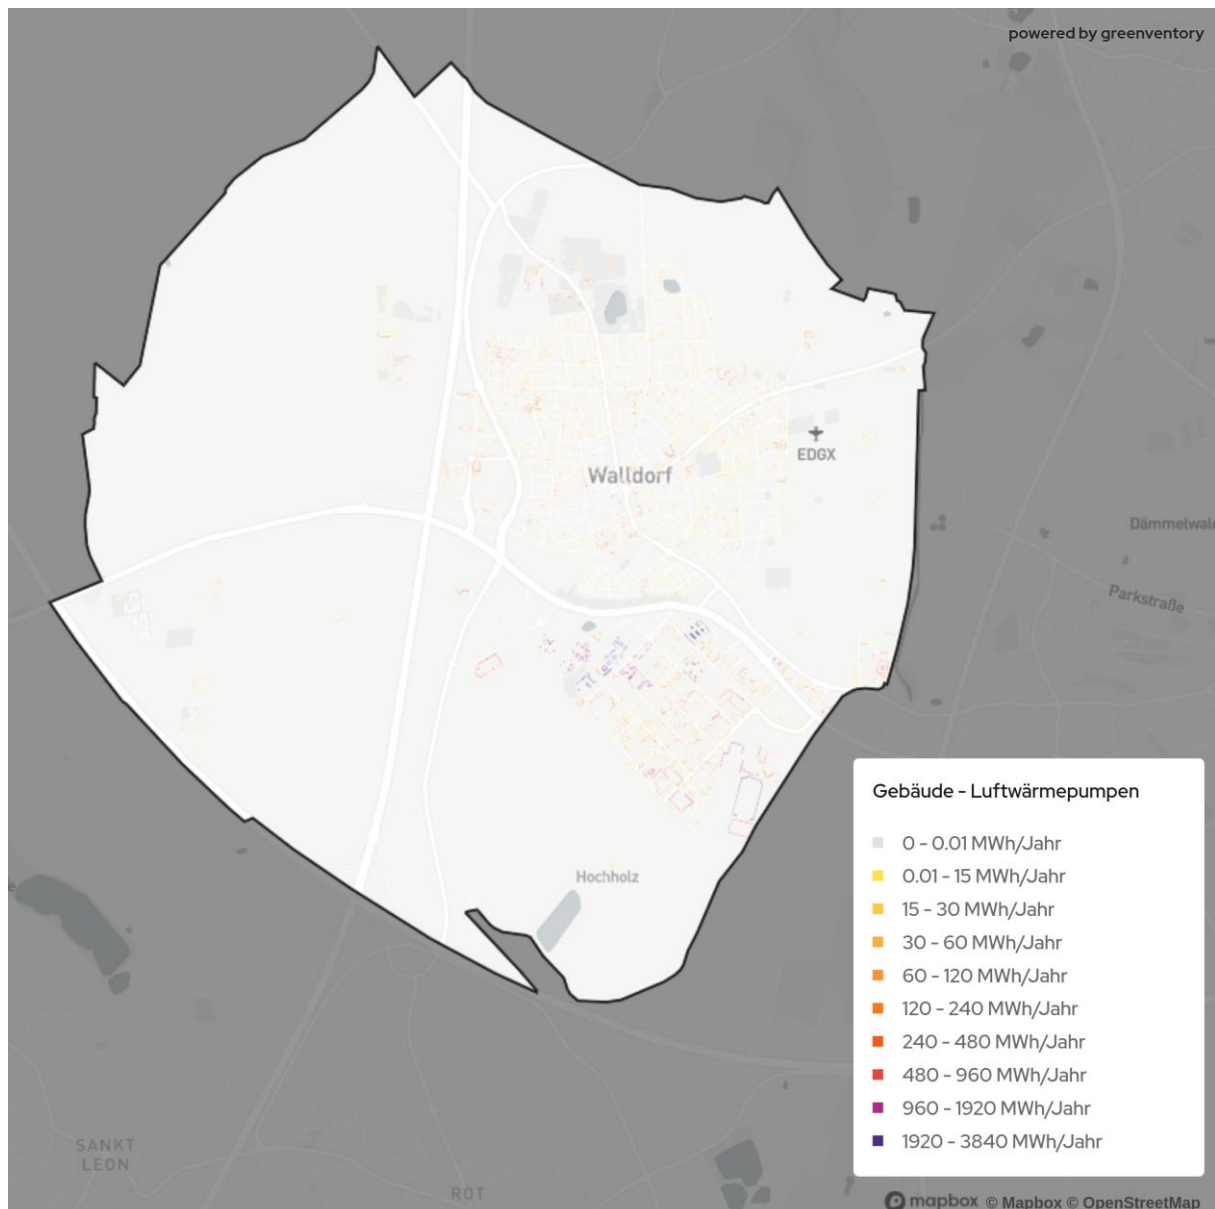 powered by greenventory
Walldorf
EDGX
Dämmelwal
Parkstraße
Hochholz
e
SANKT
LEON
ROT
Gebäude - Luftwärmepumpen
0 - 0.01 MWh/Jahr
0.01 - 15 MWh/Jahr
15 - 30 MWh/Jahr
30 - 60 MWh/Jahr
60 - 120 MWh/Jahr
120 - 240 MWh/Jahr
240 - 480 MWh/Jahr
480 - 960 MWh/Jahr
960 - 1920 MWh/Jahr
1920 - 3840 MWh/Jahr
mapbox © Mapbox © OpenStreetMap